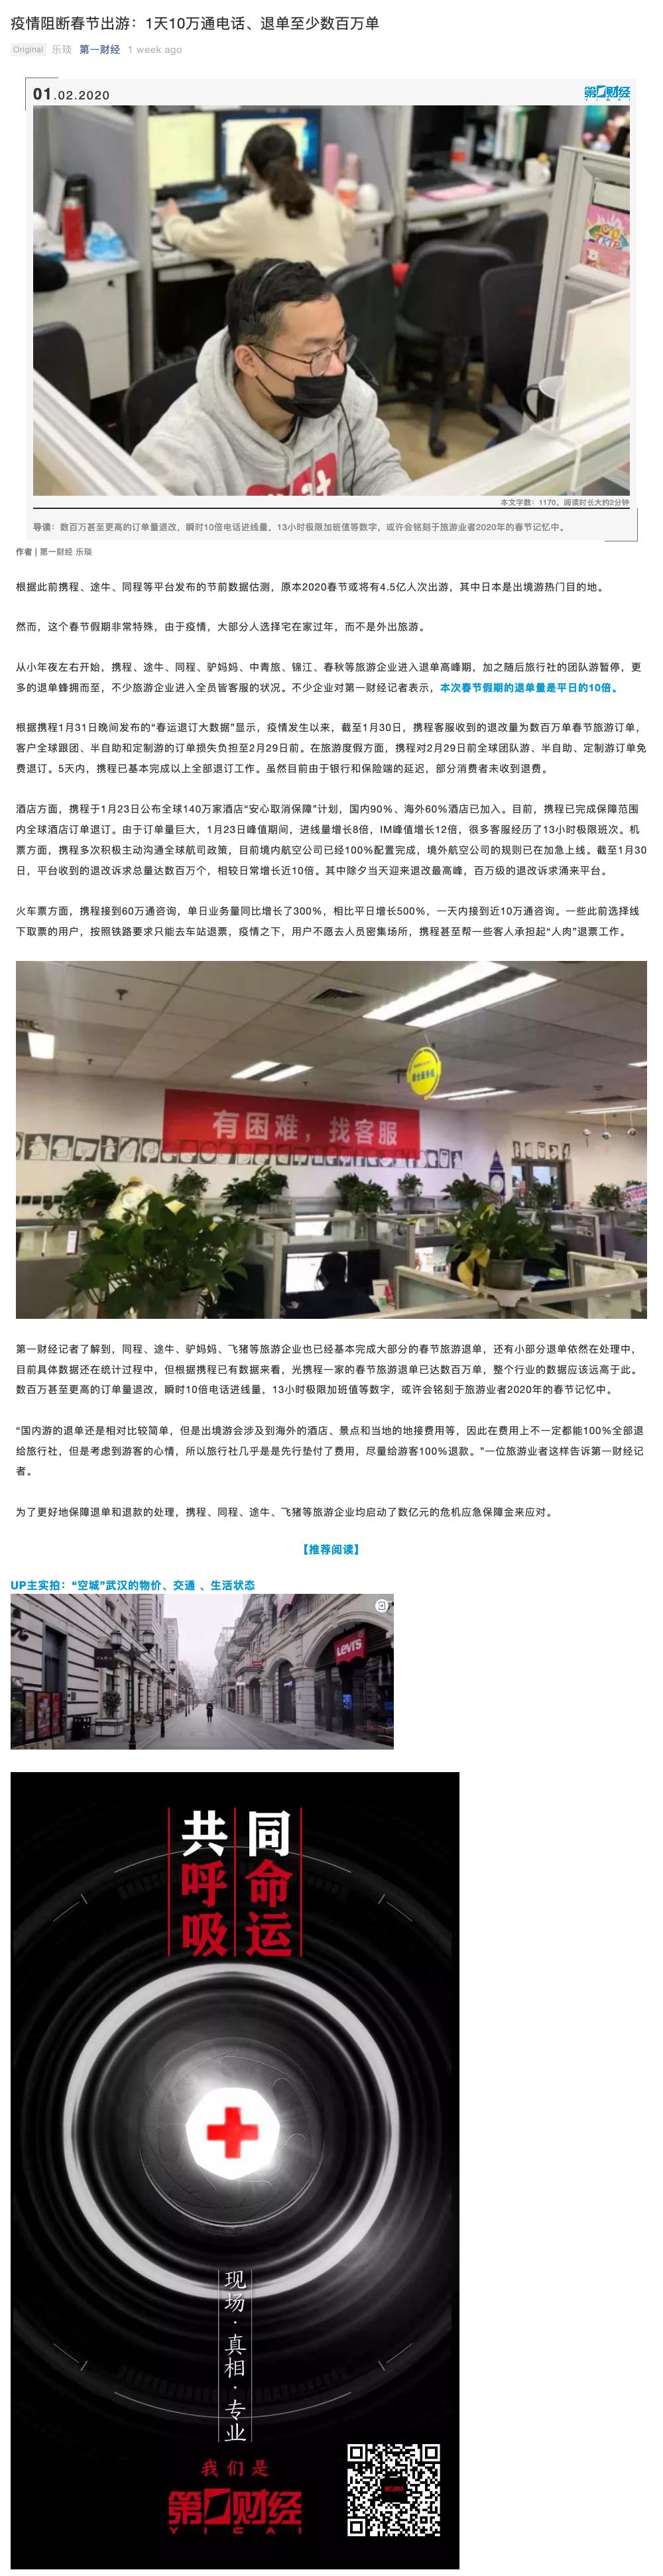 疫情阻断春节出游：1天10万通电话、退单至少数百万单
Original 乐琰 第一财经 1 week ago
01.02.2020
第一财经
YICAI
本文字数：1170，阅读时长大约2分钟
导读：数百万甚至更高的订单量退改，瞬时10倍电话进线量，13小时极限加班值等数字，或许会铭刻于旅游业者2020年的春节记忆中。
作者 | 第一财经 乐琰
根据此前携程、途牛、同程等平台发布的节前数据估测，原本2020春节或将有4.5亿人次出游，其中日本是出境游热门目的地。
然而，这个春节假期非常特殊，由于疫情，大部分人选择宅在家过年，而不是外出旅游。
从小年夜左右开始，携程、途牛、同程、驴妈妈、中青旅、锦江、春秋等旅游企业进入退单高峰期，加之随后旅行社的团队游暂停，更
多的退单蜂拥而至，不少旅游企业进入全员皆客服的状况。不少企业对第一财经记者表示，本次春节假期的退单量是平日的10倍。
根据携程1月31日晚间发布的“春运退订大数据”显示，疫情发生以来，截至1月30日，携程客服收到的退改量为数百万单春节旅游订单，
客户全球跟团、半自助和定制游的订单损失负担至2月29日前。在旅游度假方面，携程对2月29日前全球团队游、半自助、定制游订单免
费退订。5天内，携程已基本完成以上全部退订工作。虽然目前由于银行和保险端的延迟，部分消费者未收到退费。
酒店方面，携程于1月23日公布全球140万家酒店“安心取消保障”计划，国内90%、海外60%酒店已加入。目前，携程已完成保障范围
内全球酒店订单退订。由于订单量巨大，1月23日峰值期间，进线量增长8倍，IM峰值增长12倍，很多客服经历了13小时极限班次。机
票方面，携程多次积极主动沟通全球航司政策，目前境内航空公司已经100%配置完成，境外航空公司的规则已在加急上线。截至1月30
日，平台收到的退改诉求总量达数百万个，相较日常增长近10倍。其中除夕当天迎来退改最高峰，百万级的退改诉求涌来平台。
火车票方面，携程接到60万通咨询，单日业务量同比增长了300%，相比平日增长500%，一天内接到近10万通咨询。一些此前选择线
下取票的用户，按照铁路要求只能去车站退票，疫情之下，用户不愿去人员密集场所，携程甚至帮一些客人承担起“人肉”退票工作。
有困难，找客服
第一财经记者了解到，同程、途牛、驴妈妈、飞猪等旅游企业也已经基本完成大部分的春节旅游退单，还有小部分退单依然在处理中，
目前具体数据还在统计过程中，但根据携程已有数据来看，光携程一家的春节旅游退单已达数百万单，整个行业的数据应该远高于此。
数百万甚至更高的订单量退改，瞬时10倍电话进线量，13小时极限加班值等数字，或许会铭刻于旅游业者2020年的春节记忆中。
“国内游的退单还是相对比较简单，但是出境游会涉及到海外的酒店、景点和当地的地接费用等，因此在费用上不一定都能100%全部退
给旅行社，但是考虑到游客的心情，所以旅行社几乎是是先行垫付了费用，尽量给游客100%退款。”一位旅游业者这样告诉第一财经记
者。
为了更好地保障退单和退款的处理，携程、同程、途牛、飞猪等旅游企业均启动了数亿元的危机应急保障金来应对。
【推荐阅读】
UP主实拍：“空城”武汉的物价、交通 、生活状态
LEVI'S
同命运
共呼吸
现场·真相·专业
我们是
第一财经
YICAI